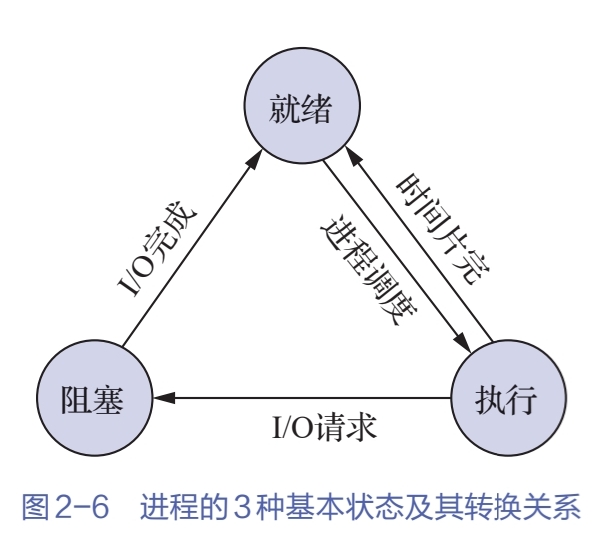 就绪
I/O完成
进程调度
时间片完
阻塞
执行
I/O请求
图2-6 进程的3种基本状态及其转换关系